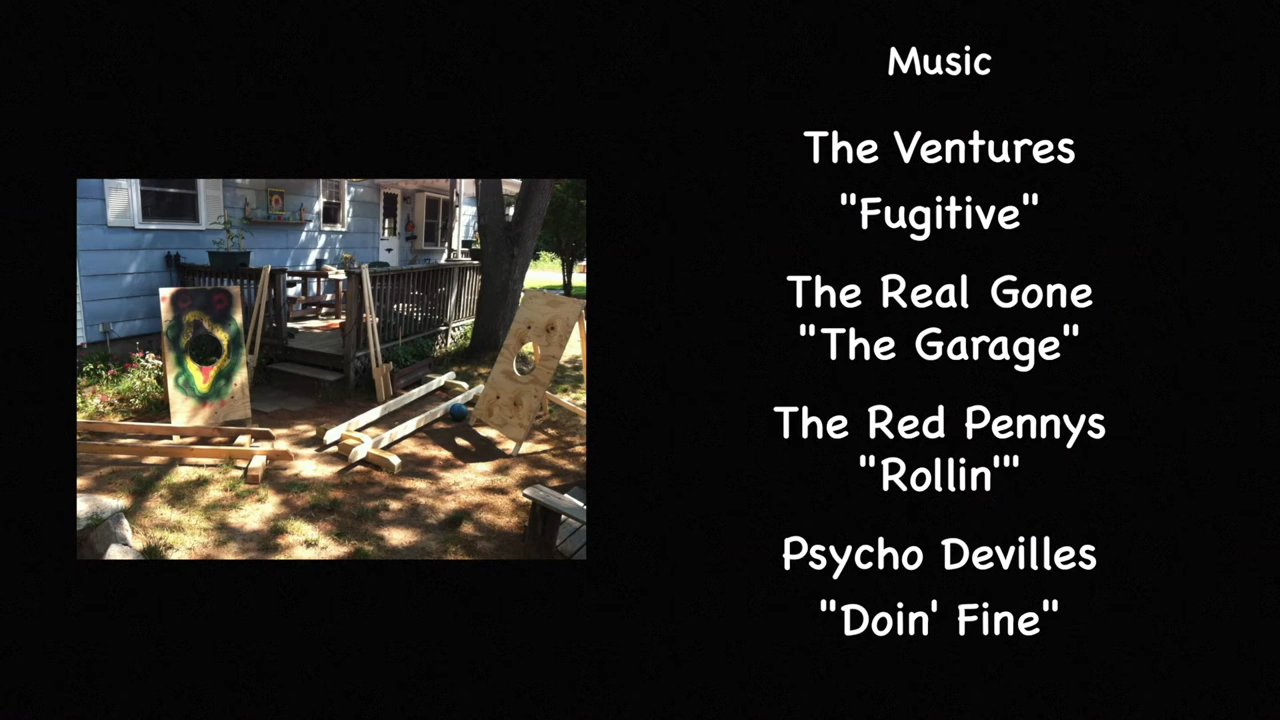 Music
The Ventures
"Fugitive"
The Real Gone
"The Garage"
The Red Pennys
"Rollin'"
Psycho Devilles
"Doin' Fine"